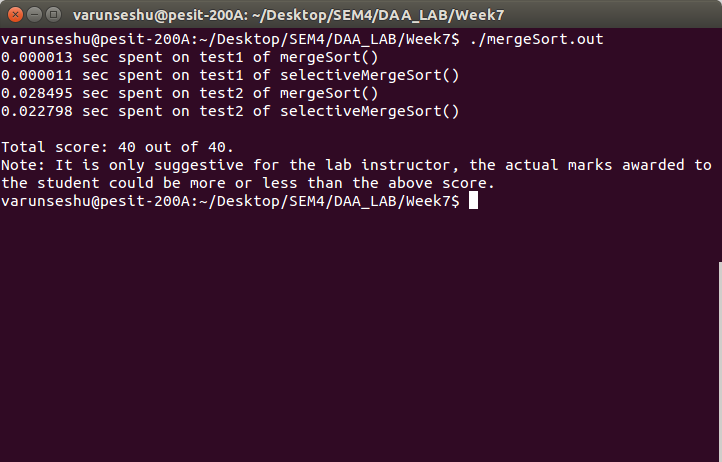 varunseshu@pesit-200A: ~/Desktop/SEM4/DAA_LAB/Week7
varunseshu@pesit-200A:~/Desktop/SEM4/DAA_LAB/Week7$ ./mergeSort.out
0.000013 sec spent on test1 of mergeSort()
0.000011 sec spent on test1 of selectiveMergeSort()
0.028495 sec spent on test2 of mergeSort()
0.022798 sec spent on test2 of selectiveMergeSort()
Total score: 40 out of 40.
Note: It is only suggestive for the lab instructor, the actual marks awarded to
the student could be more or less than the above score.
varunseshu@pesit-200A:~/Desktop/SEM4/DAA_LAB/Week7$